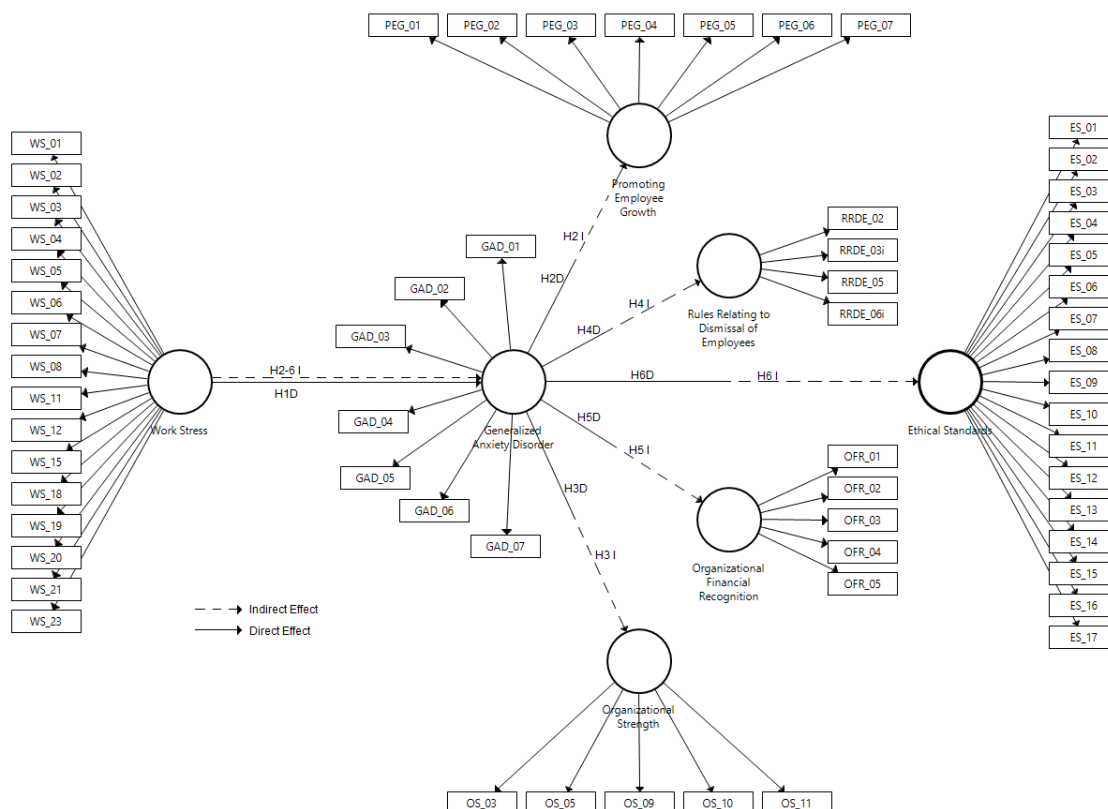 PEG_01
PEG_02
PEG_03
PEG_04
PEG_05
PEG_06
PEG_07
Promoting
Employee
Growth
WS_01
WS_02
WS_03
WS_04
WS_05
WS_06
WS_07
WS_08
WS_11
WS_12
WS_15
WS_18
WS_19
WS_20
WS_21
WS_23
Work Stress
H2-6 I
H1D
GAD_01
GAD_02
GAD_03
GAD_04
GAD_05
GAD_06
GAD_07
Generalized
Anxiety Disorder
H2 I
H2D
H4 I
H4D
H6D
H6 I
H5D
H5 I
H3D
H3 I
RRDE_02
RRDE_03i
RRDE_05
RRDE_06i
Rules Relating to
Dismissal of
Employees
OFR_01
OFR_02
OFR_03
OFR_04
OFR_05
Organizational
Financial
Recognition
ES_01
ES_02
ES_03
ES_04
ES_05
ES_06
ES_07
ES_08
ES_09
ES_10
ES_11
ES_12
ES_13
ES_14
ES_15
ES_16
ES_17
Ethical Standards
Indirect Effect
Direct Effect
Organizational
Strength
OS_03
OS_05
OS_09
OS_10
OS_11